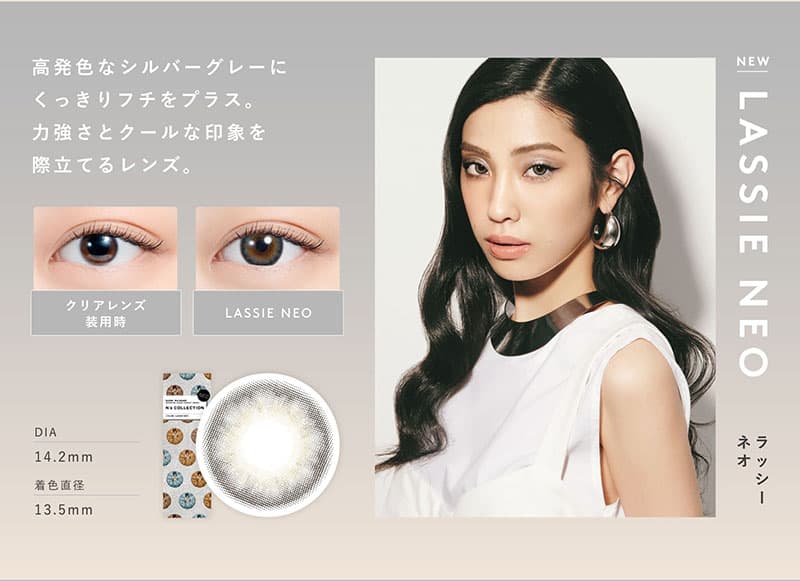 高発色なシルバーグレーに
くっきりフチをプラス。
力強さとクールな印象を
際立てるレンズ。
クリアレンズ
装用時
LASSIE NEO
DIA
14.2mm
着色直径
13.5mm
N's COLLECTION
NEW
LASSIE NEO
ラッシー
ネオ